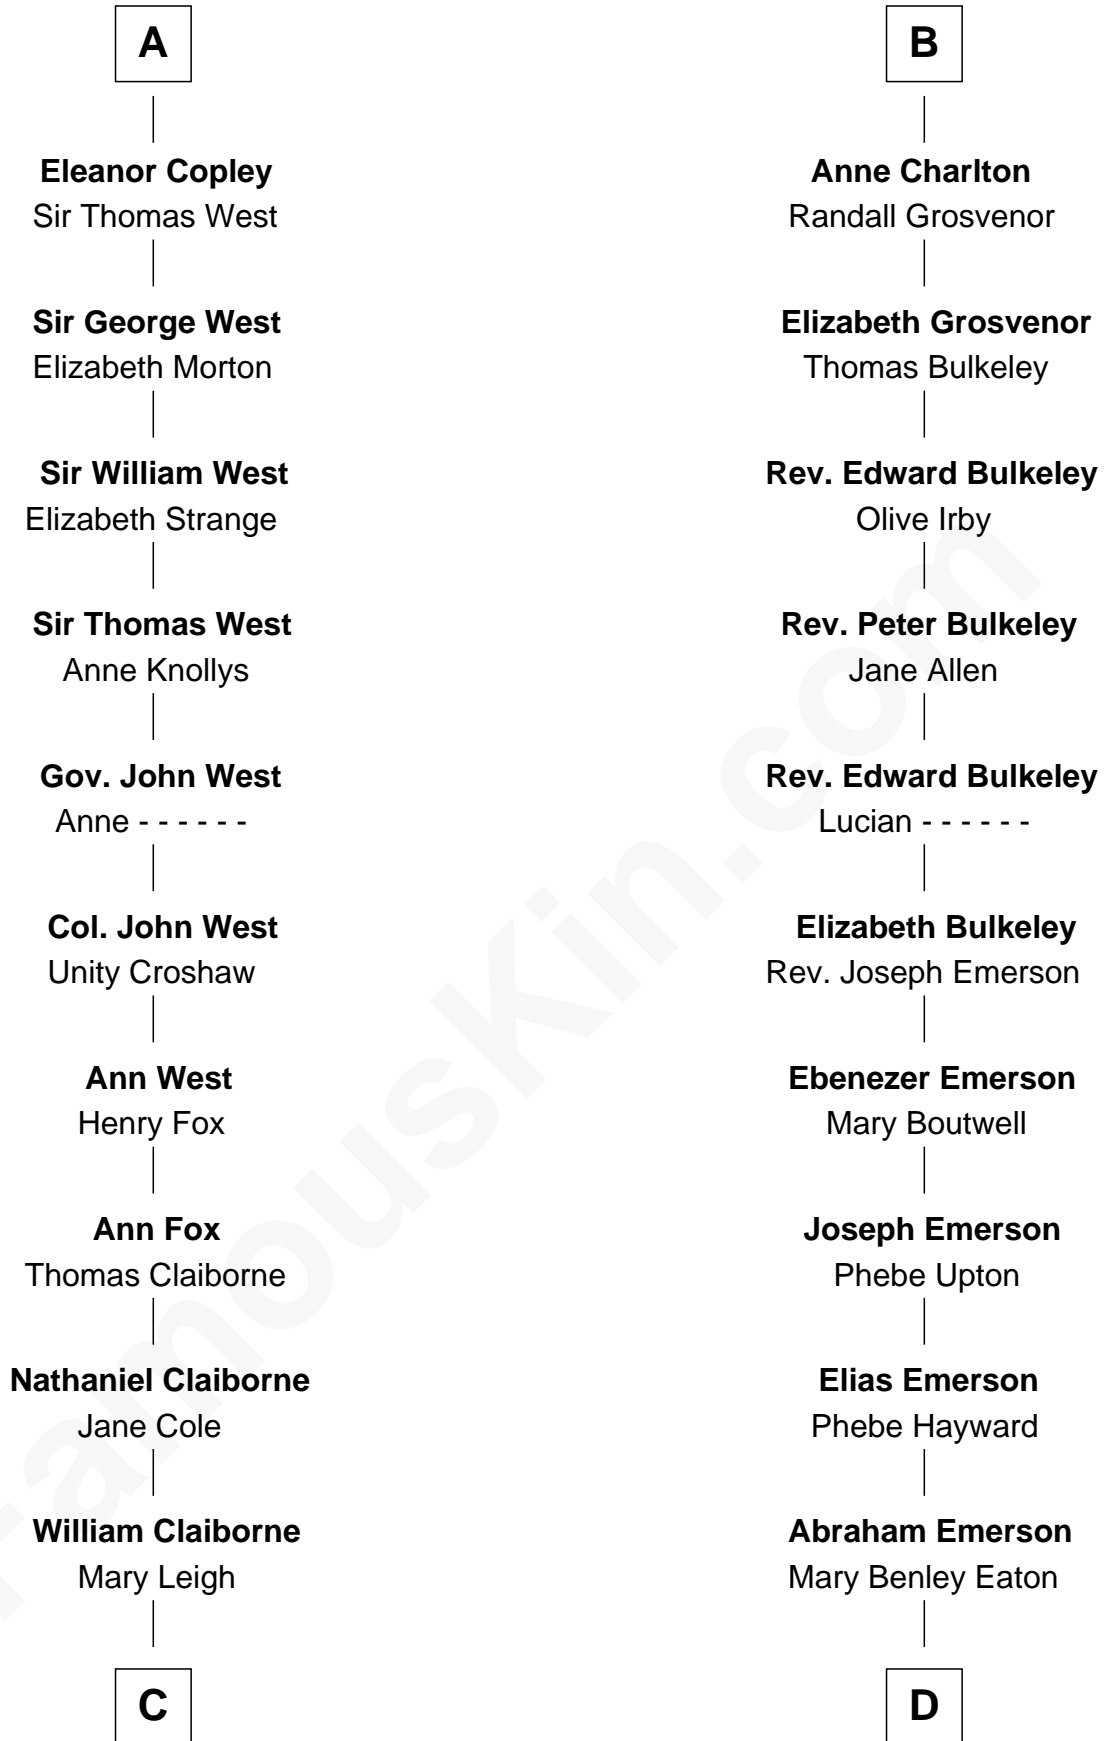 A
Eleanor Copley
Sir Thomas West
Sir George West
Elizabeth Morton
Sir William West
Elizabeth Strange
Sir Thomas West
Anne Knollys
Gov. John West
Anne - - - - - -
Col. John West
Unity Croshaw
Ann West
Henry Fox
Ann Fox
Thomas Claiborne
Nathaniel Claiborne
Jane Cole
William Claiborne
Mary Leigh
C
B
Anne Charlton
Randall Grosvenor
Elizabeth Grosvenor
Thomas Bulkeley
Rev. Edward Bulkeley
Olive Irby
Rev. Peter Bulkeley
Jane Allen
Rev. Edward Bulkeley
Lucian - - - - - -
Elizabeth Bulkeley
Rev. Joseph Emerson
Ebenezer Emerson
Mary Boutwell
Joseph Emerson
Phebe Upton
Elias Emerson
Phebe Hayward
Abraham Emerson
Mary Benley Eaton
D
FamousKin.com